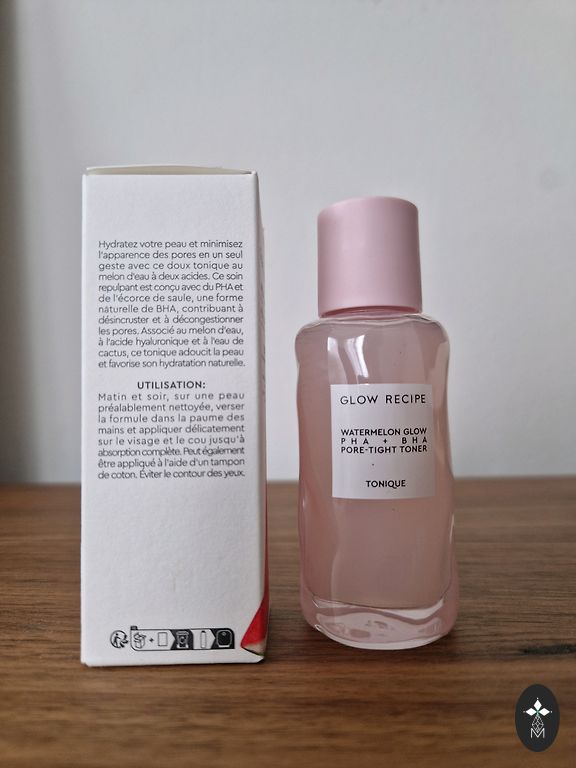 Hydratez votre peau et minimisez
l'apparence des pores en un seul
geste avec ce doux tonique au
melon d'eau à deux acides. Ce soin
repulpant est conçu avec du PHA et
de l'écorce de saule, une forme
naturelle de BHA, contribuant à
désincruster et à décongestionner
les pores. Associé au melon d'eau,
à l'acide hyaluronique et à l'eau de
cactus, ce tonique adoucit la peau
et favorise son hydratation naturelle.
UTILISATION:
Matin et soir, sur une peau
préalablement nettoyée, verser
la formule dans la paume des
mains et appliquer délicatement
sur le visage et le cou jusqu'à
absorption complète. Peut également
être appliqué à l'aide d'un tampon
de coton. Éviter le contour des yeux.
GLOW RECIPE
WATERMELON GLOW
PHA + BHA
PORE-TIGHT TONER
TONIQUE
M